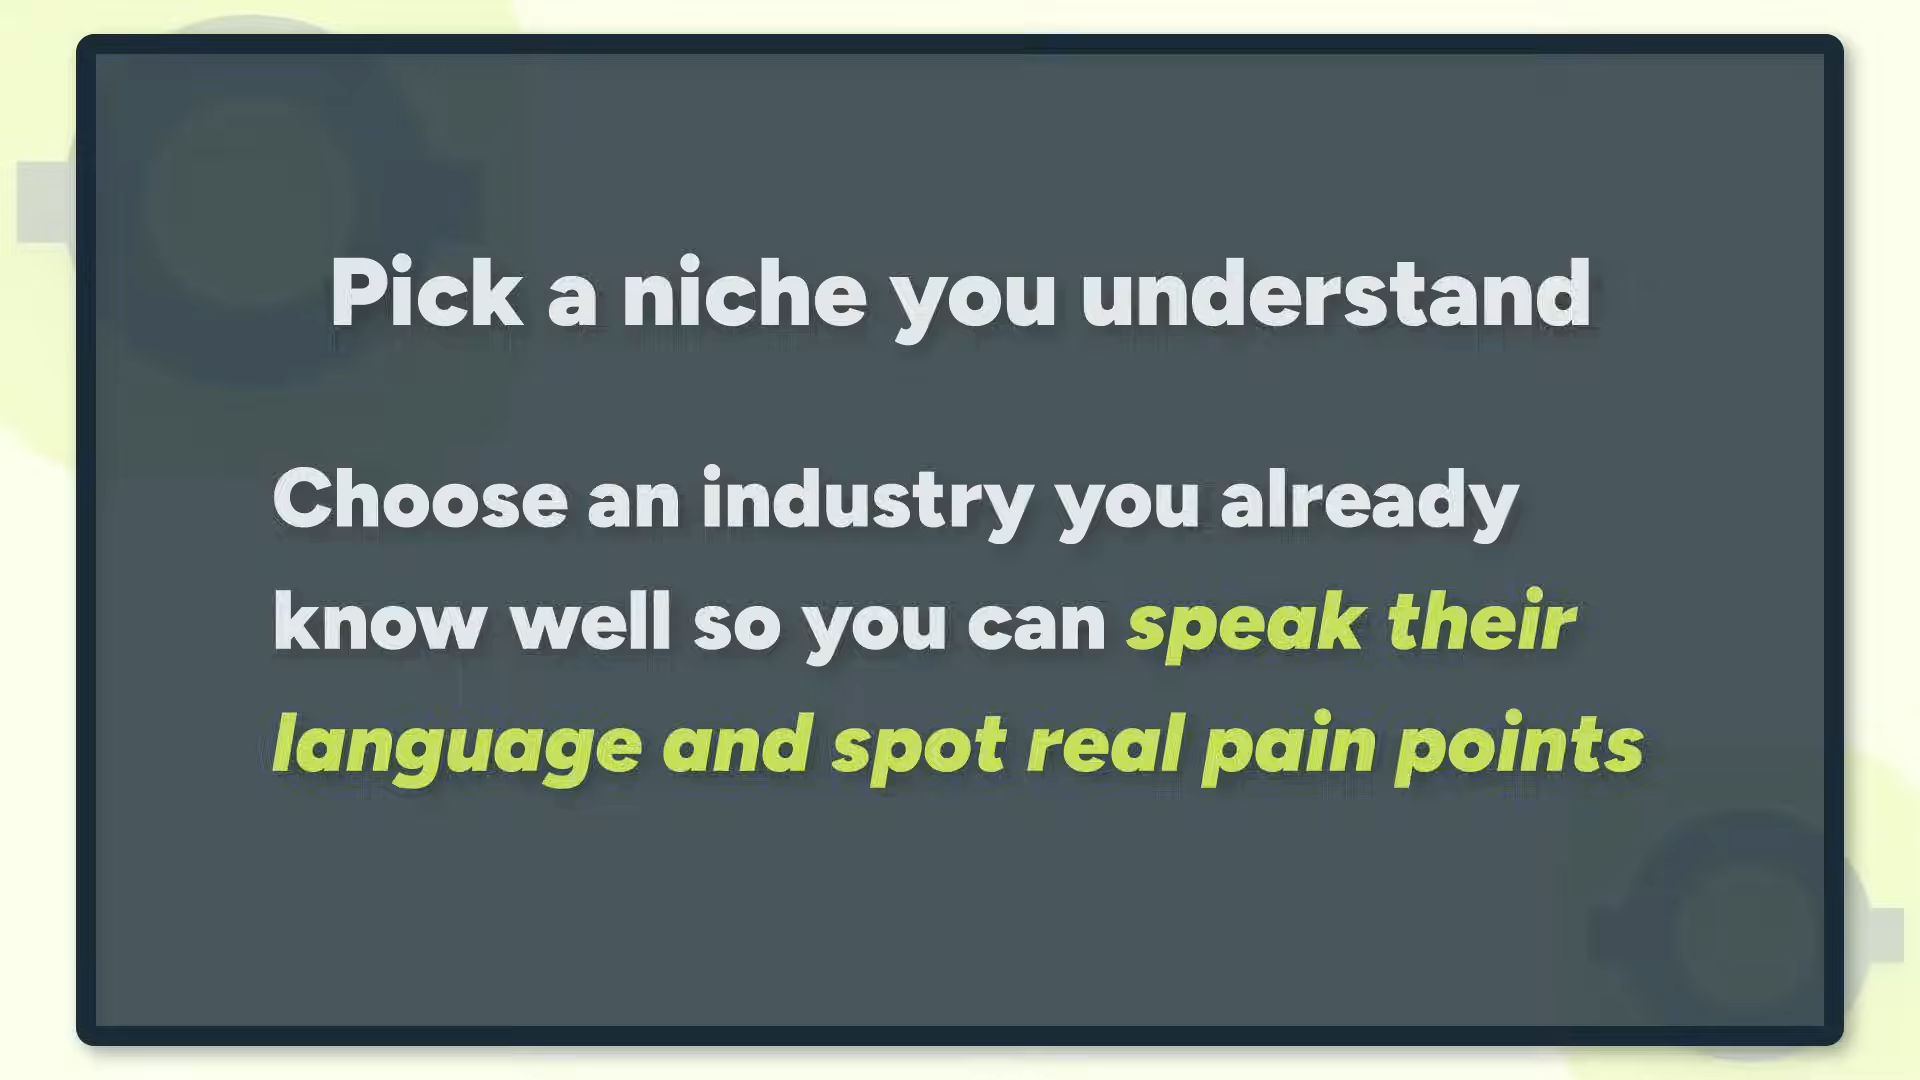 Pick a niche you understand
Choose an industry you already
know well so you can speak their
language and spot real pain points